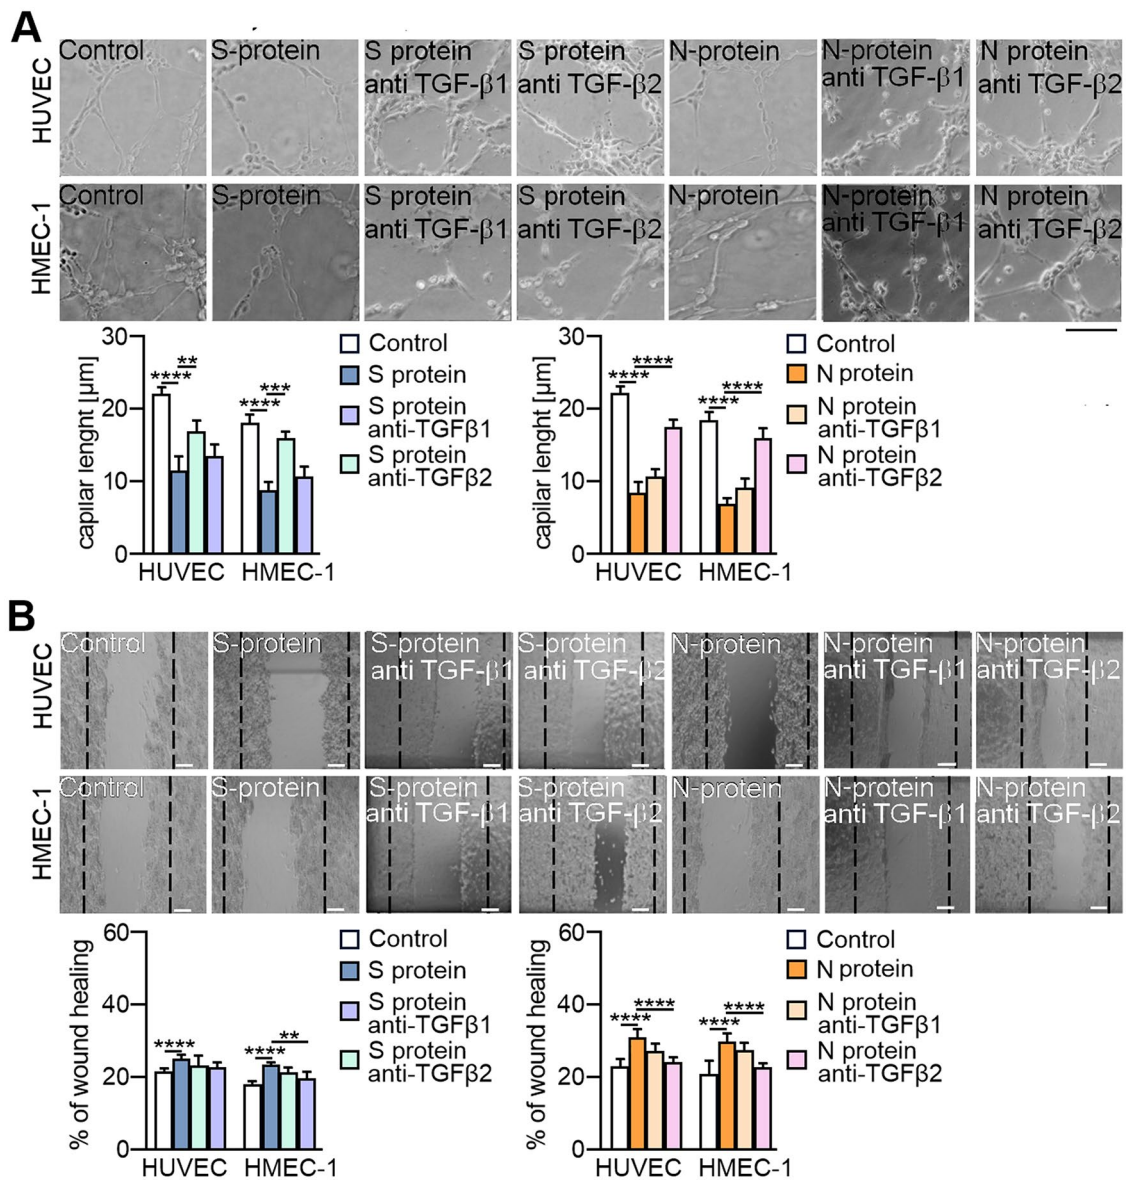 A
HUVEC
Control
S-protein
S protein
anti TGF-β1
S protein
anti TGF-β2
N-protein
N-protein
anti TGF-β1
N protein
anti TGF-β2
HMEC-1
Control
S-protein
S protein
anti TGF-β1
S protein
anti TGF-β2
N-protein
N-protein
anti TGF-β1
N protein
anti TGF-β2
capilar lenght [µm]
30
20
10
0
**
****
***
****
HUVEC
HMEC-1
Control
S protein
S protein
anti-TGFβ1
S protein
anti-TGFβ2
capilar lenght [µm]
30
20
10
0
****
****
****
****
HUVEC
HMEC-1
Control
N protein
N protein
anti-TGFβ1
N protein
anti-TGFβ2
B
HUVEC
Control
S-protein
S-protein
anti TGF-β1
S-protein
anti TGF-β2
N-protein
N-protein
anti TGF-β1
N-protein
anti TGF-β2
HMEC-1
Control
S-protein
S-protein
anti TGF-β1
S-protein
anti TGF-β2
N-protein
N-protein
anti TGF-β1
N-protein
anti TGF-β2
% of wound healing
60
40
20
0
****
**
****
HUVEC
HMEC-1
Control
S protein
S protein
anti-TGFβ1
S protein
anti-TGFβ2
% of wound healing
60
40
20
0
****
****
****
****
HUVEC
HMEC-1
Control
N protein
N protein
anti-TGFβ1
N protein
anti-TGFβ2